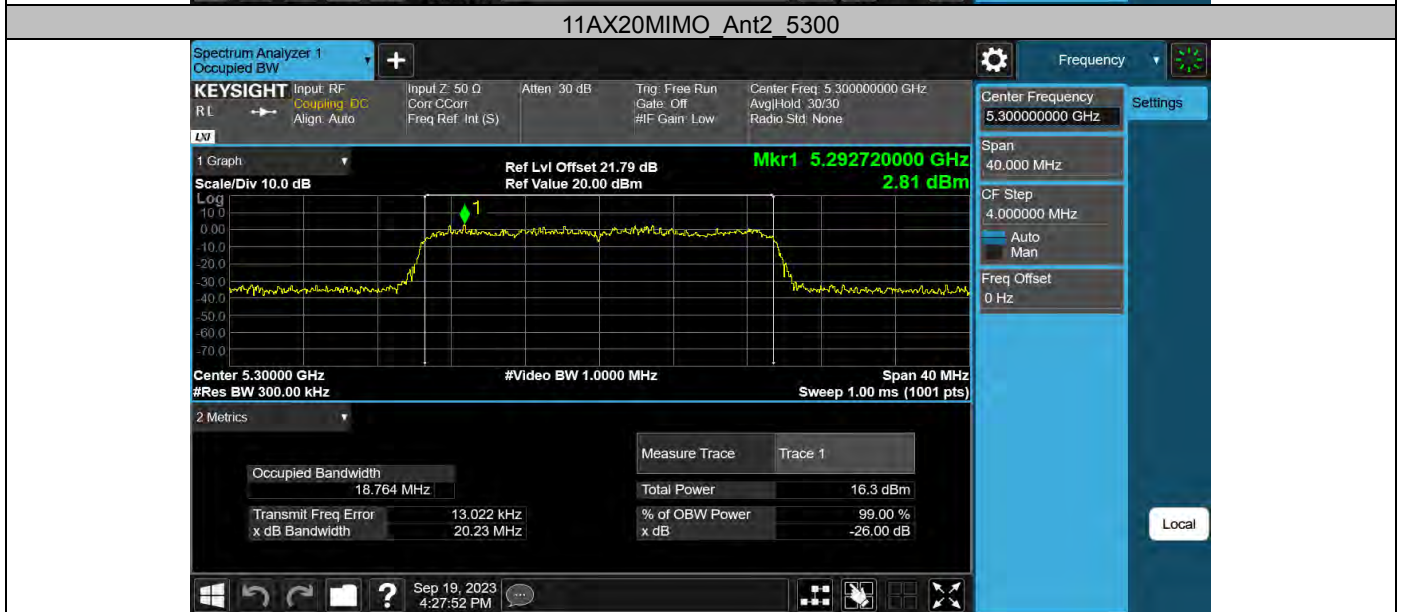 11AX20MIMO_Ant2_5300
Spectrum Analyzer 1
Occupied BW
+
Frequency
KEYSIGHT
R L
LXI
Input: RF
Coupling: DC
Align: Auto
Input Z: 50 Ω
Corr CCorr
Freq Ref: Int (S)
Atten: 30 dB
Trig: Free Run
Gate: Off
#IF Gain: Low
Center Freq: 5.300000000 GHz
Avg|Hold: 30/30
Radio Std: None
Center Frequency
5.300000000 GHz
Settings
Span
40.000 MHz
CF Step
4.000000 MHz
Auto
Man
Freq Offset
0 Hz
1 Graph
Scale/Div 10.0 dB
Ref Lvl Offset 21.79 dB
Ref Value 20.00 dBm
Mkr1 5.292720000 GHz
2.81 dBm
Log
10.0
0.00
-10.0
-20.0
-30.0
-40.0
-50.0
-60.0
-70.0
1
Center 5.30000 GHz
#Res BW 300.00 kHz
#Video BW 1.0000 MHz
Span 40 MHz
Sweep 1.00 ms (1001 pts)
2 Metrics
Measure Trace Trace 1
Occupied Bandwidth
18.764 MHz
Total Power 16.3 dBm
Transmit Freq Error 13.022 kHz
% of OBW Power 99.00 %
x dB Bandwidth 20.23 MHz
x dB -26.00 dB
Local
?
Sep 19, 2023
4:27:52 PM